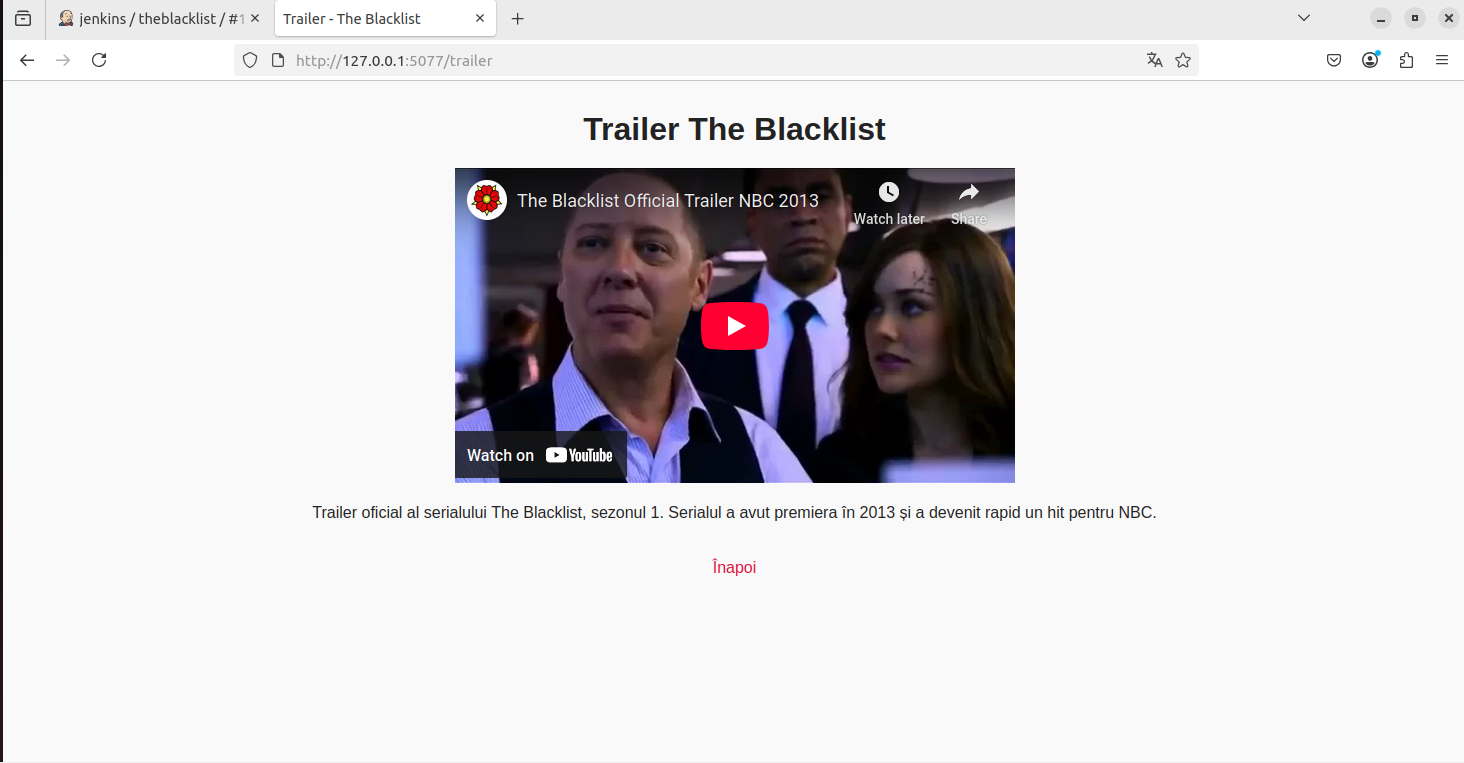 jenkins / theblacklist / #1
Trailer - The Blacklist
http://127.0.0.1:5077/trailer
Trailer The Blacklist
The Blacklist Official Trailer NBC 2013
Watch later
Share
Watch on YouTube
Trailer oficial al serialului The Blacklist, sezonul 1. Serialul a avut premiera în 2013 și a devenit rapid un hit pentru NBC.
Înapoi